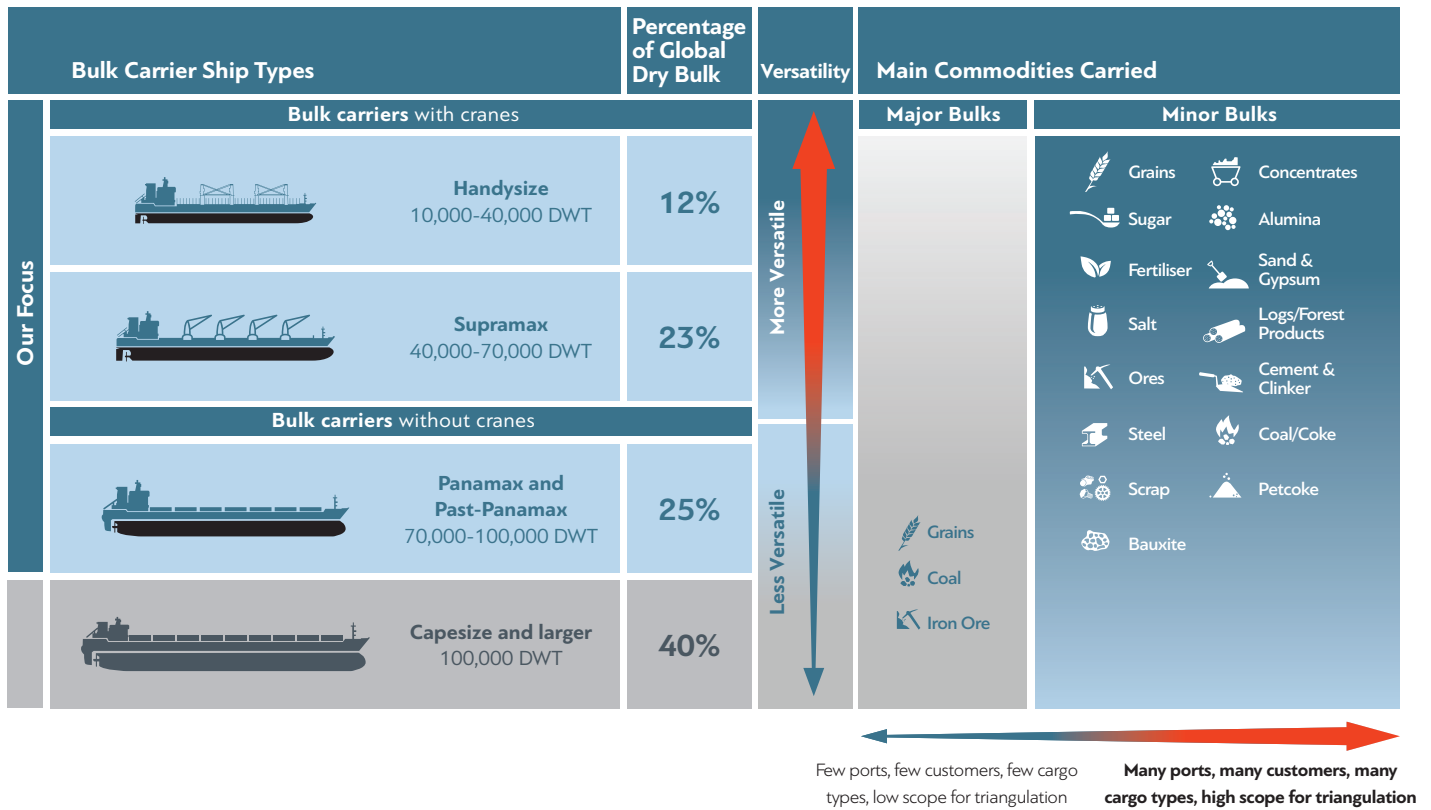 Bulk Carrier Ship Types
Percentage
of Global
Dry Bulk
Versatility
Main Commodities Carried
Our Focus
Bulk carriers with cranes
Major Bulks
Minor Bulks
Handysize
10,000-40,000 DWT
12%
Supramax
40,000-70,000 DWT
23%
Bulk carriers without cranes
Panamax and
Past-Panamax
70,000-100,000 DWT
25%
Capesize and larger
100,000 DWT
40%
More Versatile
Less Versatile
Grains
Coal
Iron Ore
Grains
Sugar
Fertiliser
Salt
Ores
Steel
Scrap
Bauxite
Concentrates
Alumina
Sand &
Gypsum
Logs/Forest
Products
Cement &
Clinker
Coal/Coke
Petcoke
Few ports, few customers, few cargo
types, low scope for triangulation
Many ports, many customers, many
cargo types, high scope for triangulation